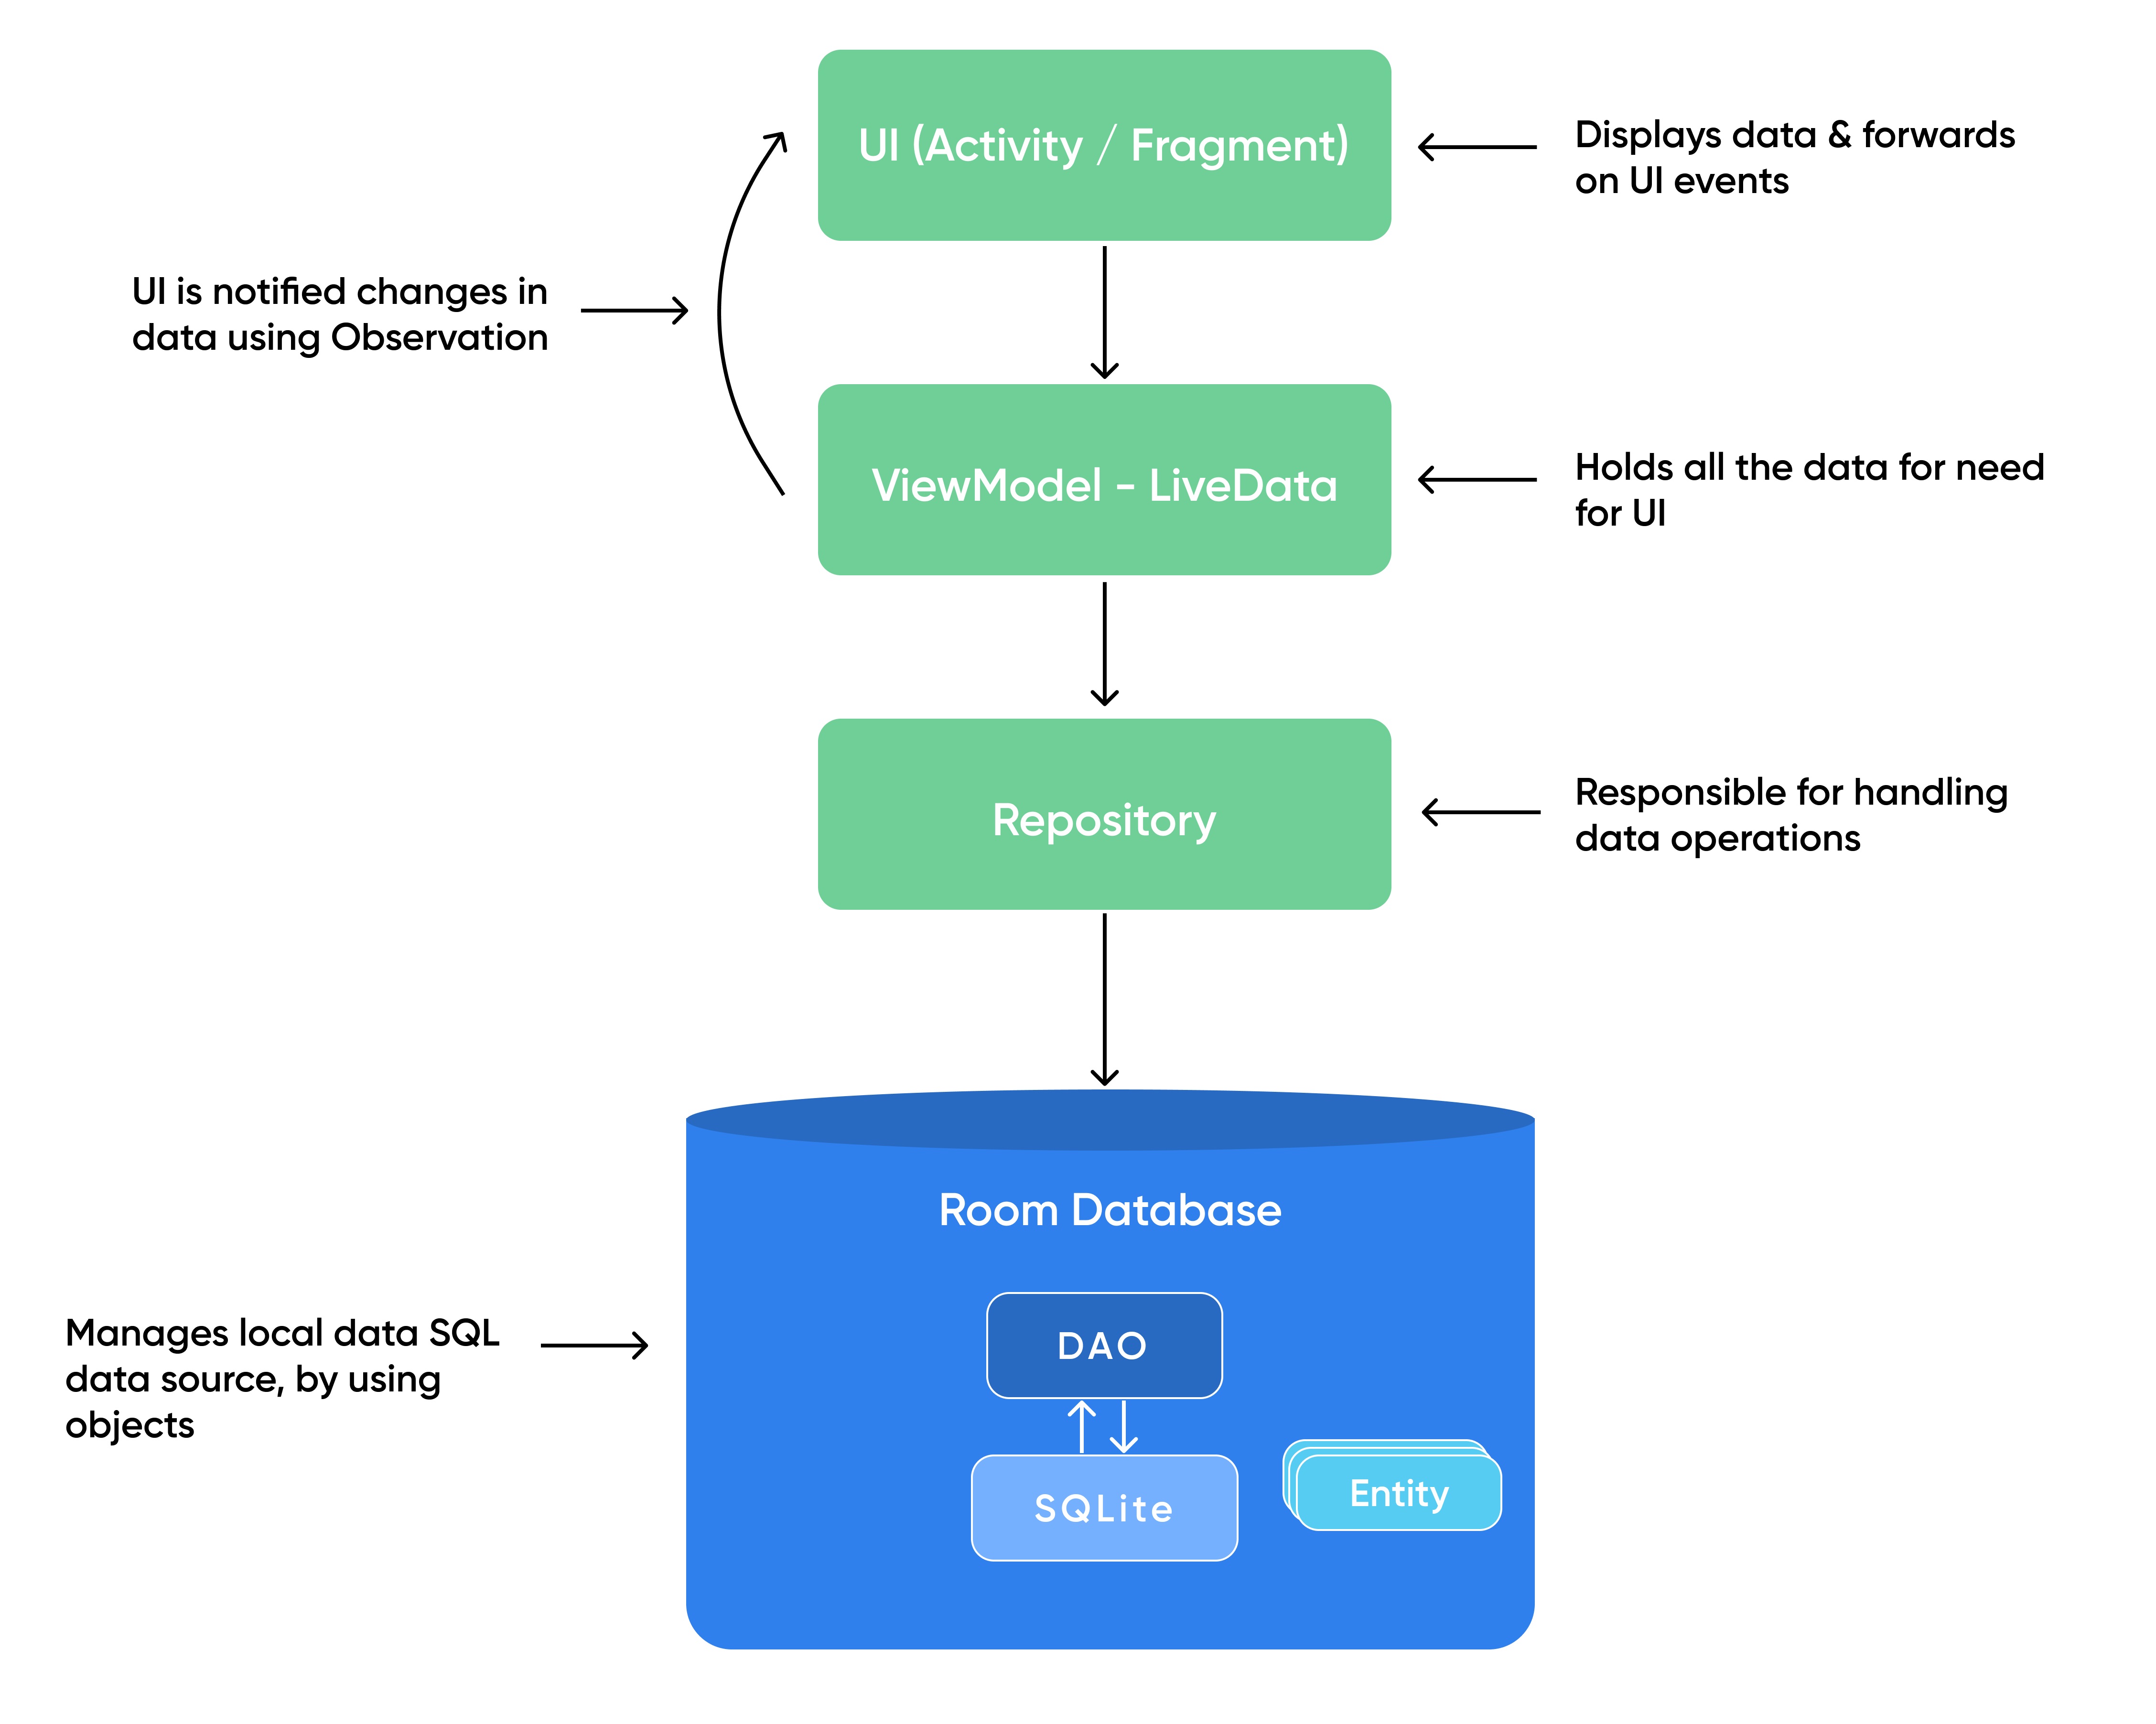 UI (Activity / Fragment)
Displays data & forwards
on UI events
UI is notified changes in
data using Observation
ViewModel - LiveData
Holds all the data for need
for UI
Repository
Responsible for handling
data operations
Room Database
DAO
Manages local data SQL
data source, by using
objects
SQLite
Entity